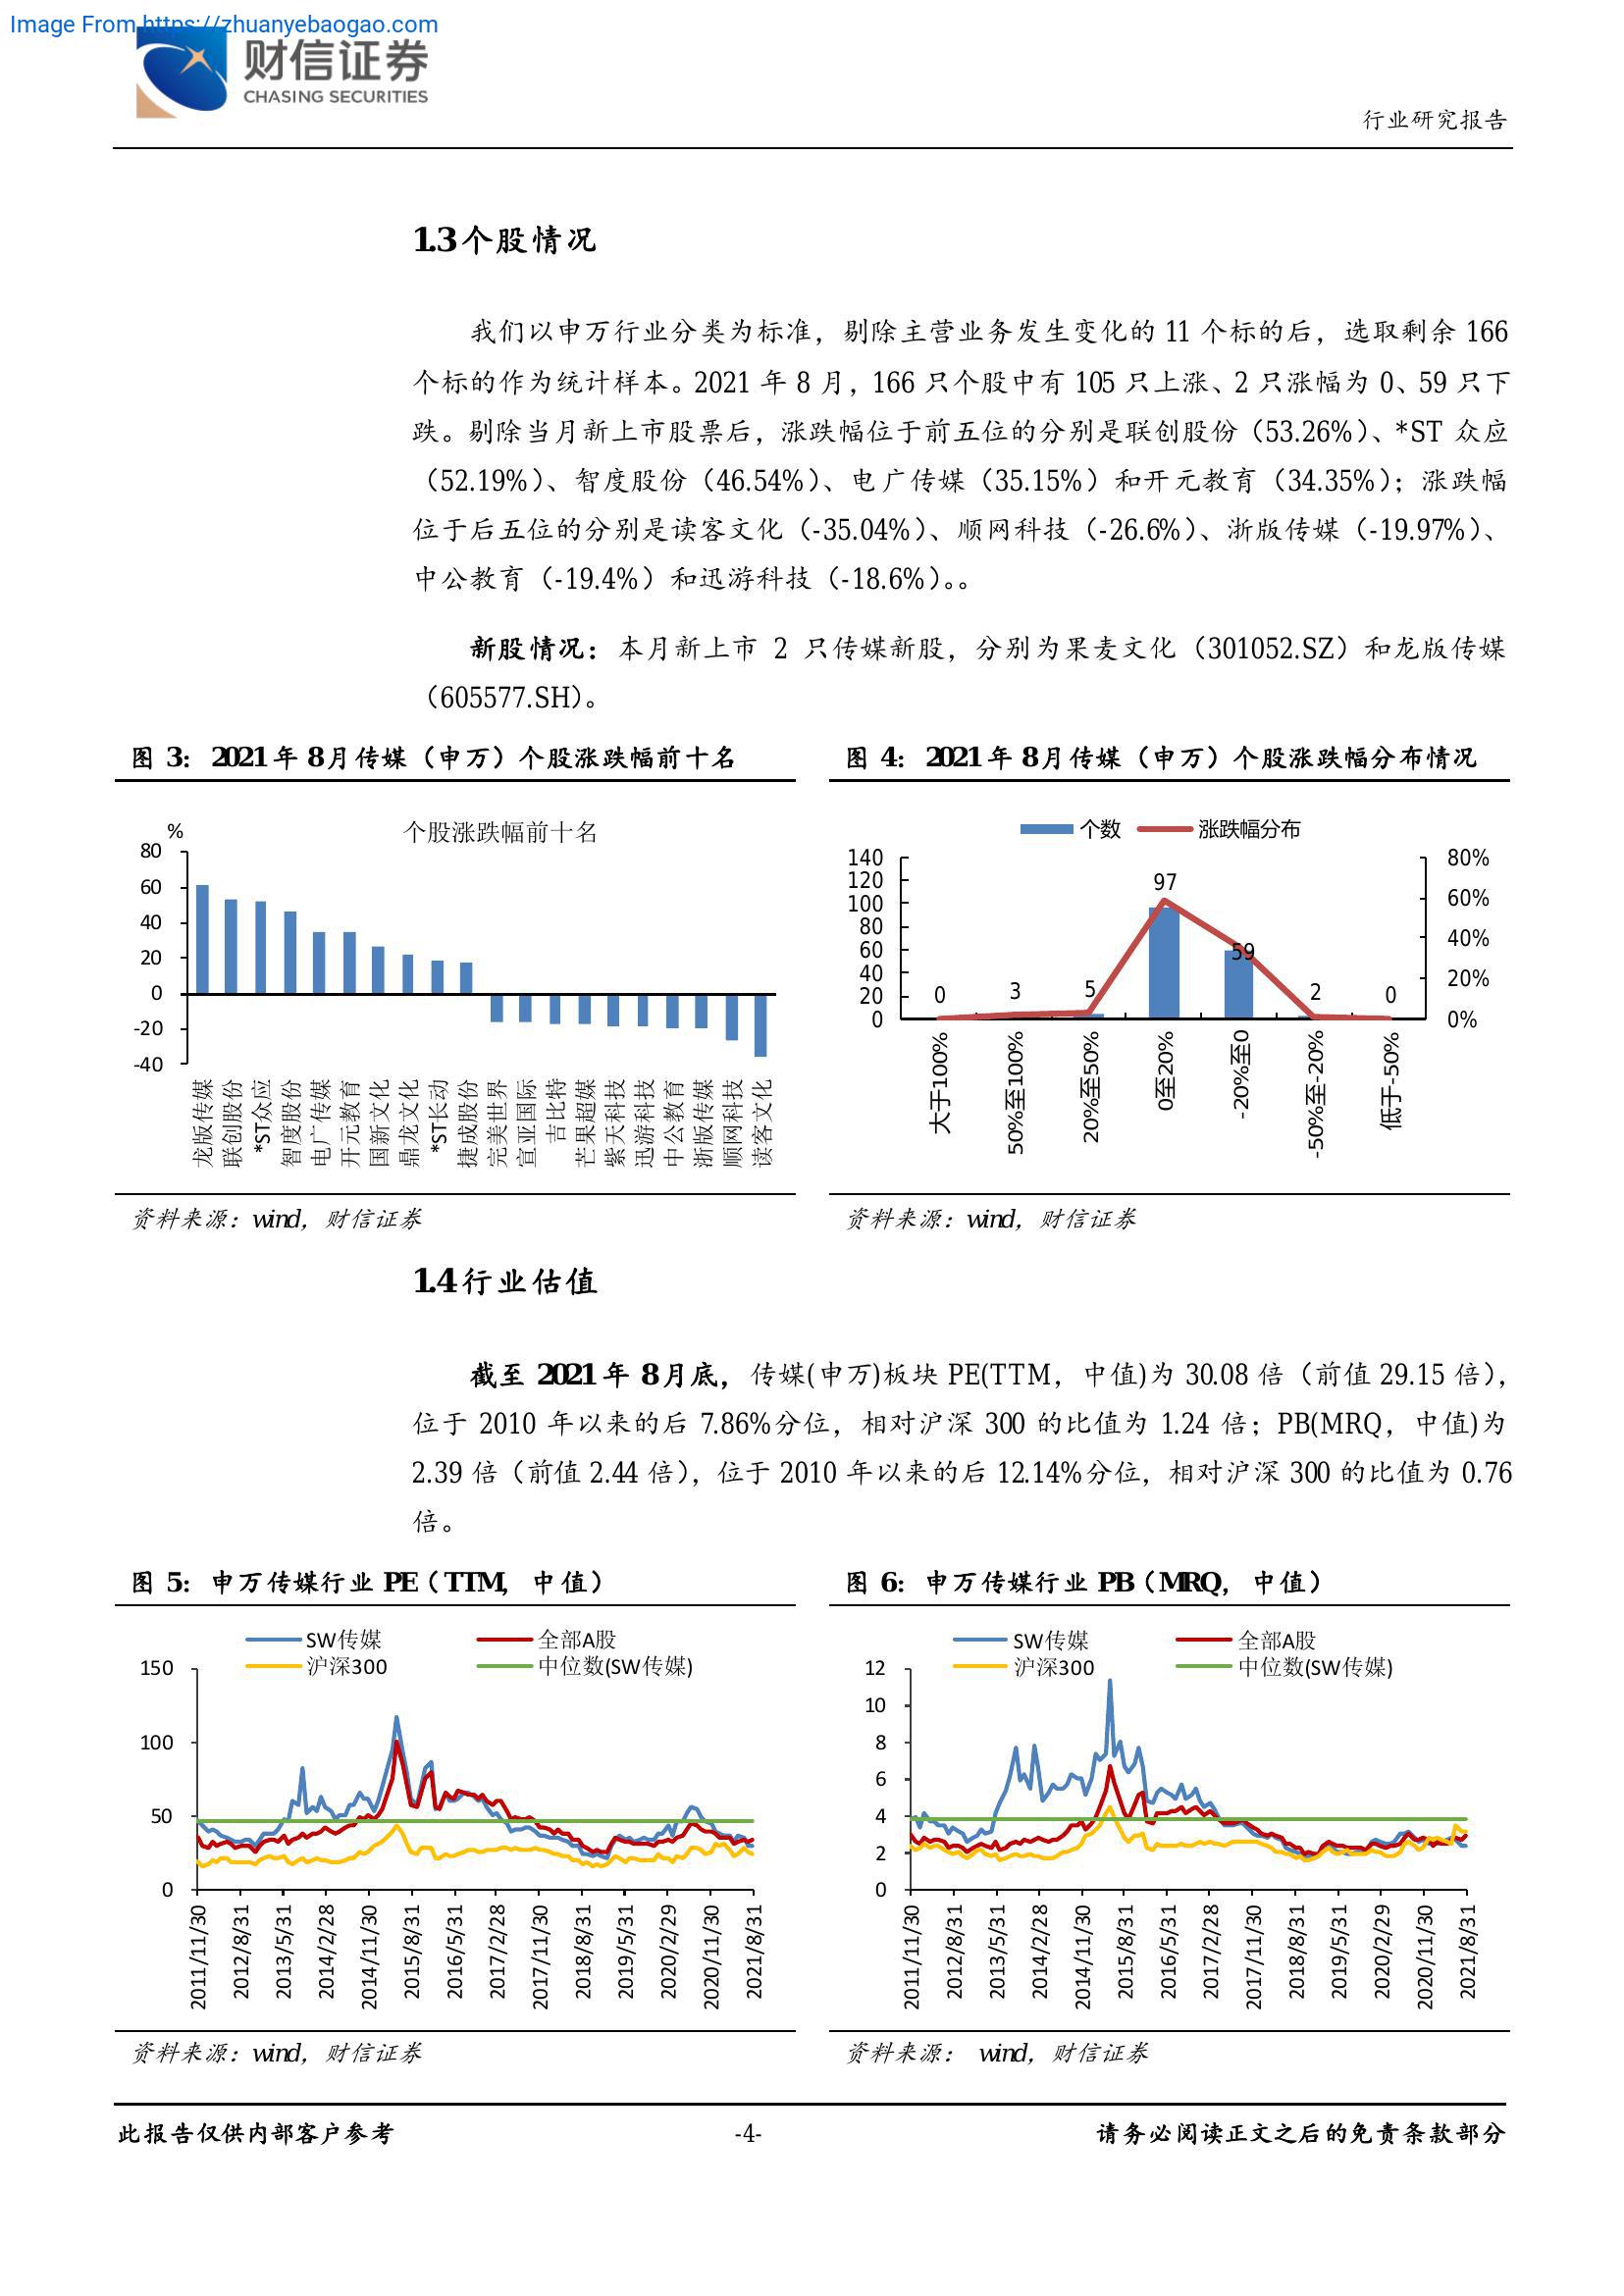 Image From https://zhuanyebaogao.com
财信证券
CHASING SECURITIES
行业研究报告
1.3 个股情况
我们以申万行业分类为标准，剔除主营业务发生变化的 11 个标的后，选取剩余 166
个标的作为统计样本。2021 年 8 月，166 只个股中有 105 只上涨、2 只涨幅为 0、59 只下
跌。剔除当月新上市股票后，涨跌幅位于前五位的分别是联创股份（53.26%）、*ST 众应
（52.19%）、智度股份（46.54%）、电广传媒（35.15%）和开元教育（34.35%）；涨跌幅
位于后五位的分别是读客文化（-35.04%）、顺网科技（-26.6%）、浙版传媒（-19.97%）、
中公教育（-19.4%）和迅游科技（-18.6%）。。
新股情况：本月新上市 2 只传媒新股，分别为果麦文化（301052.SZ）和龙版传媒
（605577.SH）。
图 3：2021 年 8 月传媒（申万）个股涨跌幅前十名
%
个股涨跌幅前十名
80
60
40
20
0
-20
-40
龙版传媒
联创股份
*ST众应
智度股份
电广传媒
开元教育
国新文化
鼎龙文化
*ST长动
捷成股份
完美世界
宣亚国际
吉比特
芒果超媒
紫天科技
迅游科技
中公教育
浙版传媒
顺网科技
读客文化
资料来源：wind，财信证券
图 4：2021 年 8 月传媒（申万）个股涨跌幅分布情况
个数
涨跌幅分布
140
120
100
80
60
40
20
0
80%
60%
40%
20%
0%
0
3
5
97
59
2
0
大于100%
50%至100%
20%至50%
0至20%
-20%至0
-50%至-20%
低于-50%
资料来源：wind，财信证券
1.4 行业估值
截至 2021 年 8 月底，传媒(申万)板块 PE(TTM，中值)为 30.08 倍（前值 29.15 倍），
位于 2010 年以来的后 7.86%分位，相对沪深 300 的比值为 1.24 倍；PB(MRQ，中值)为
2.39 倍（前值 2.44 倍），位于 2010 年以来的后 12.14%分位，相对沪深 300 的比值为 0.76
倍。
图 5：申万传媒行业 PE（TTM，中值）
SW传媒
全部A股
沪深300
中位数(SW传媒)
150
100
50
0
2011/11/30
2012/8/31
2013/5/31
2014/2/28
2014/11/30
2015/8/31
2016/5/31
2017/2/28
2017/11/30
2018/8/31
2019/5/31
2020/2/29
2020/11/30
2021/8/31
资料来源：wind，财信证券
图 6：申万传媒行业 PB（MRQ，中值）
SW传媒
全部A股
沪深300
中位数(SW传媒)
12
10
8
6
4
2
0
2011/11/30
2012/8/31
2013/5/31
2014/2/28
2014/11/30
2015/8/31
2016/5/31
2017/2/28
2017/11/30
2018/8/31
2019/5/31
2020/2/29
2020/11/30
2021/8/31
资料来源： wind，财信证券
此报告仅供内部客户参考
-4-
请务必阅读正文之后的免责条款部分